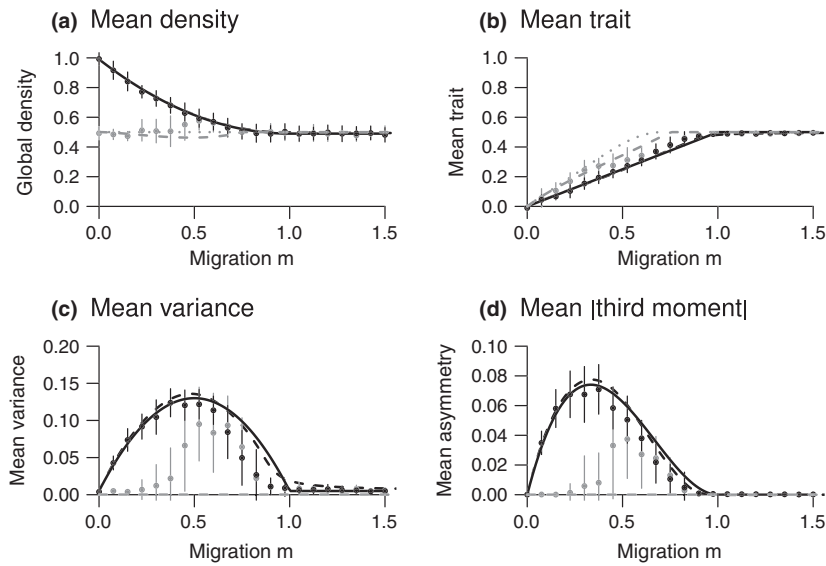 (a) Mean density
Global density
1.0
0.8
0.6
0.4
0.2
0.0
0.0 0.5 1.0 1.5
Migration m
(b) Mean trait
Mean trait
1.0
0.8
0.6
0.4
0.2
0.0
0.0 0.5 1.0 1.5
Migration m
(c) Mean variance
Mean variance
0.20
0.15
0.10
0.05
0.00
0.0 0.5 1.0 1.5
Migration m
(d) Mean |third moment|
Mean asymmetry
0.10
0.08
0.06
0.04
0.02
0.00
0.0 0.5 1.0 1.5
Migration m